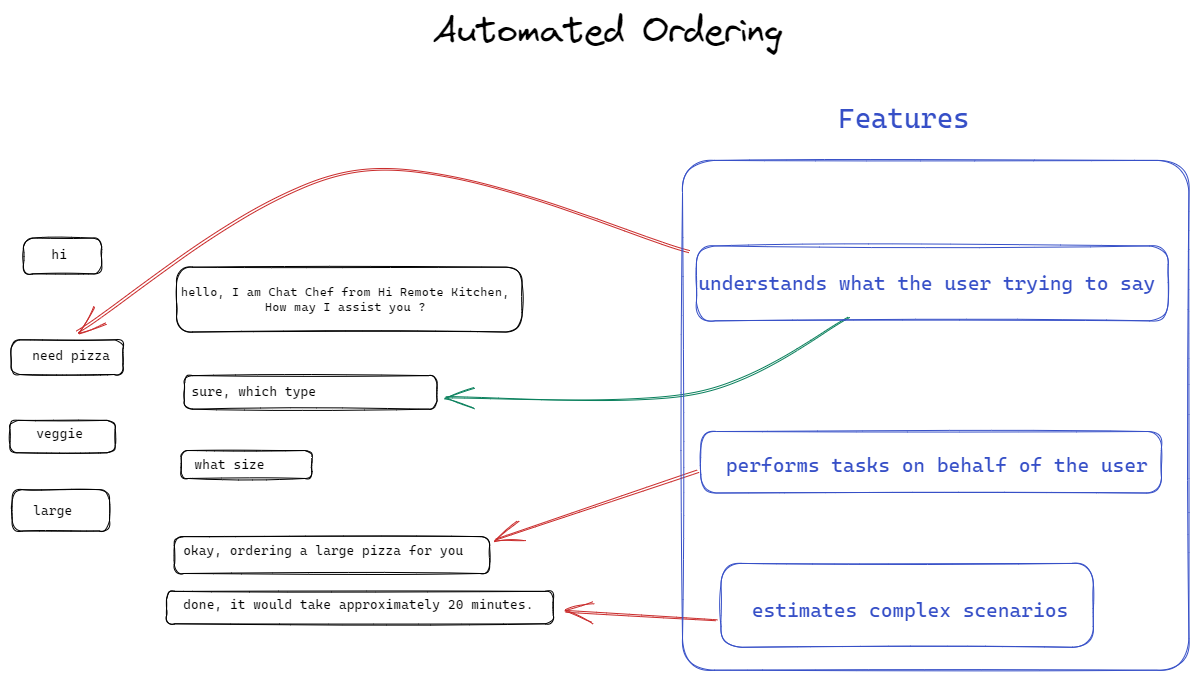 Automated Ordering
Features
hi
hello, I am Chat Chef from Hi Remote Kitchen,
How may I assist you ?
need pizza
sure, which type
veggie
what size
large
okay, ordering a large pizza for you
done, it would take approximately 20 minutes.
understands what the user trying to say
performs tasks on behalf of the user
estimates complex scenarios